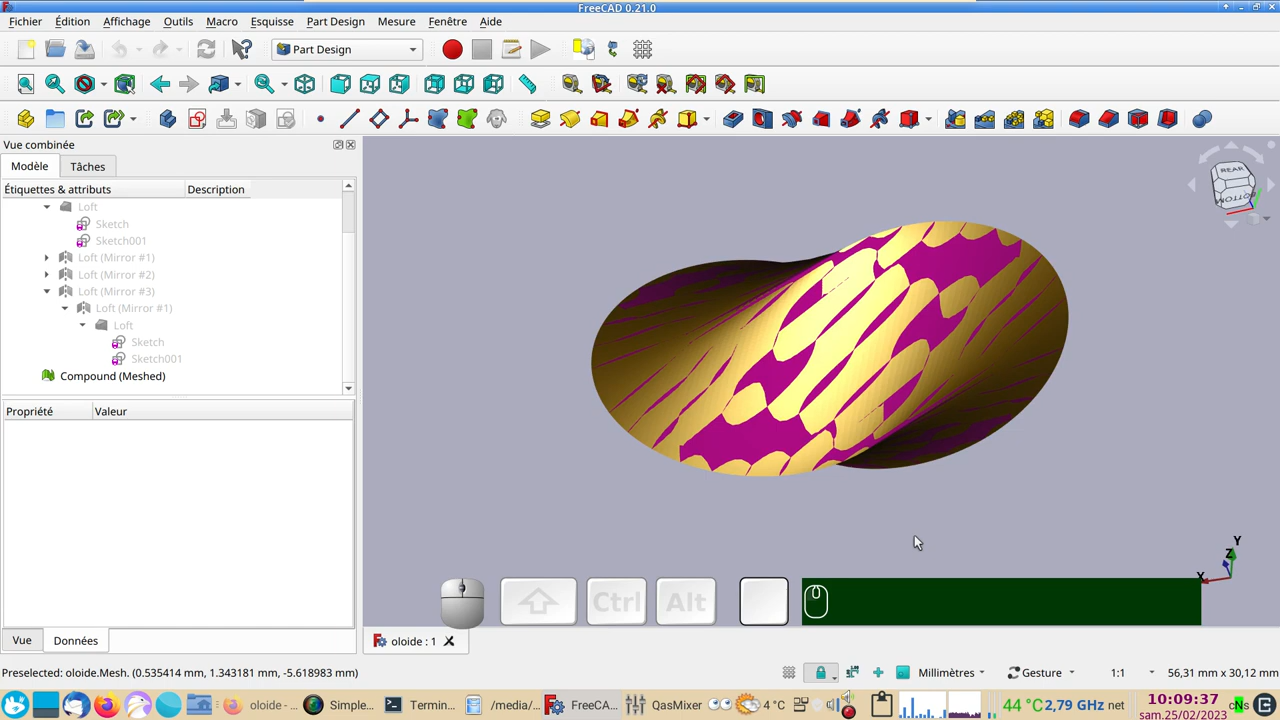 FreeCAD 0.21.0
Fichier Édition Affichage Outils Macro Esquisse Part Design Mesure Fenêtre Aide
Part Design
Vue combinée
Modèle Tâches
Étiquettes & attributs Description
Loft
Sketch
Sketch001
Loft (Mirror #1)
Loft (Mirror #2)
Loft (Mirror #3)
Loft (Mirror #1)
Loft
Sketch
Sketch001
Compound (Meshed)
Propriété Valeur
REAR
BOTTOM
Y
Z
X
Ctrl Alt
Vue Données
oloide : 1
Preselected: oloide.Mesh. (0.535414 mm, 1.343181 mm, -5.618983 mm)
Millimètres Gesture 1:1 56,31 mm x 30,12 mm
oloide - Simple... Termin... /media/... FreeCA... QasMixer 4 °C 44 °C 2,79 GHz net 10:09:37
sam.25/02/2023
cNs